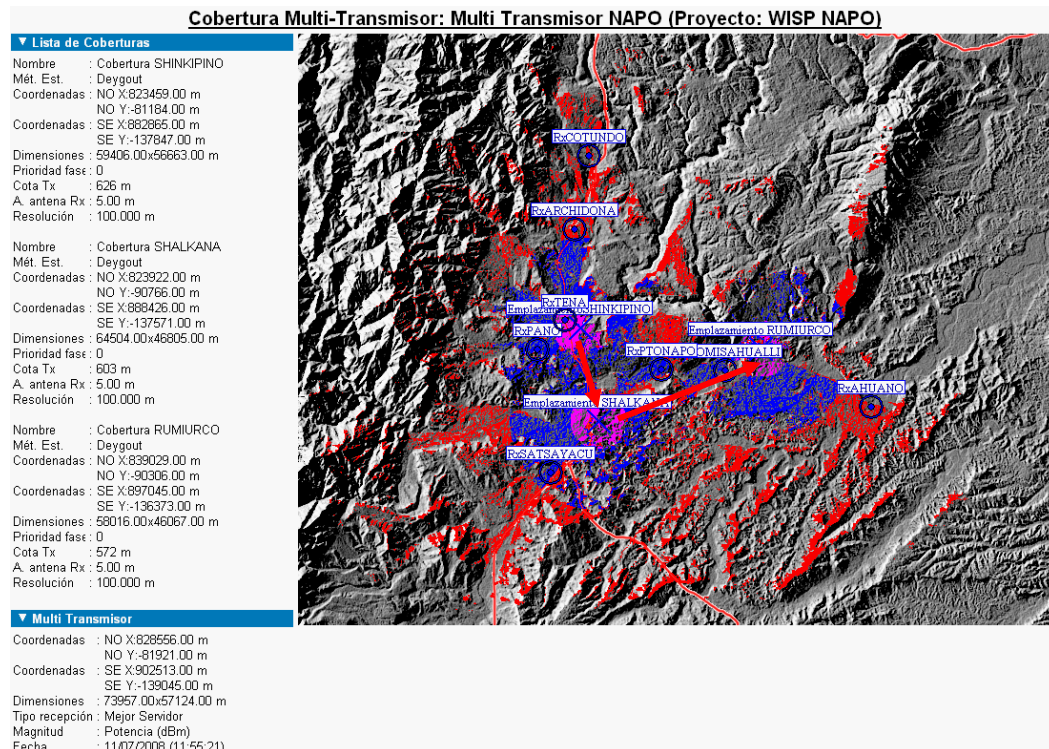 Cobertura Multi-Transmisor: Multi Transmisor NAPO (Proyecto: WISP NAPO)
▼ Lista de Coberturas
Nombre : Cobertura SHINKIPINO
Mét. Est. : Deygout
Coordenadas : NO X:823459.00 m
NO Y:-81184.00 m
Coordenadas : SE X:882865.00 m
SE Y:-137847.00 m
Dimensiones : 59406.00x56663.00 m
Prioridad fase : 0
Cota Tx : 626 m
A. antena Rx : 5.00 m
Resolución : 100.000 m
Nombre : Cobertura SHALKANA
Mét. Est. : Deygout
Coordenadas : NO X:823922.00 m
NO Y:-90766.00 m
Coordenadas : SE X:888426.00 m
SE Y:-137571.00 m
Dimensiones : 64504.00x46805.00 m
Prioridad fase : 0
Cota Tx : 603 m
A. antena Rx : 5.00 m
Resolución : 100.000 m
Nombre : Cobertura RUMIURCO
Mét. Est. : Deygout
Coordenadas : NO X:839029.00 m
NO Y:-90306.00 m
Coordenadas : SE X:897045.00 m
SE Y:-136373.00 m
Dimensiones : 58016.00x46067.00 m
Prioridad fase : 0
Cota Tx : 572 m
A. antena Rx : 5.00 m
Resolución : 100.000 m
▼ Multi Transmisor
Coordenadas : NO X:828556.00 m
NO Y:-81921.00 m
Coordenadas : SE X:902513.00 m
SE Y:-139045.00 m
Dimensiones : 73957.00x57124.00 m
Tipo recepción : Mejor Servidor
Magnitud : Potencia (dBm)
Fecha : 11/07/2008 (11:55:21)
RxCOTUNDO
RxARCHIDONA
RxTENA
Emplazamiento SHINKIPINO
RxPANO
Emplazamiento RUMIURCO
RxPTONAPO
OMISAHUALLI
RxAHUANO
Emplazamiento SHALKANA
RxSATSAYACU